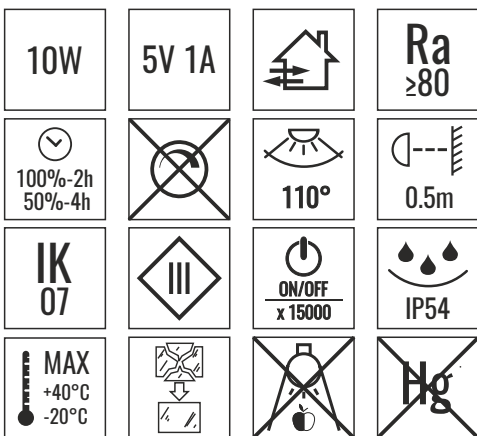 10W
5V 1A
Ra
≥80
100%-2h
50%-4h
110°
0.5m
IK
07
III
ON/OFF
x 15000
IP54
MAX
+40°C
-20°C
Hg